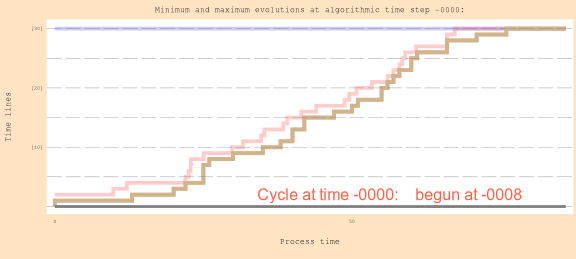 Minimum and maximum evolutions at algorithmic time step -0000:
[30]
[20]
[10]
Time lines
Cycle at time -0000: begun at -0008
0 50
Process time